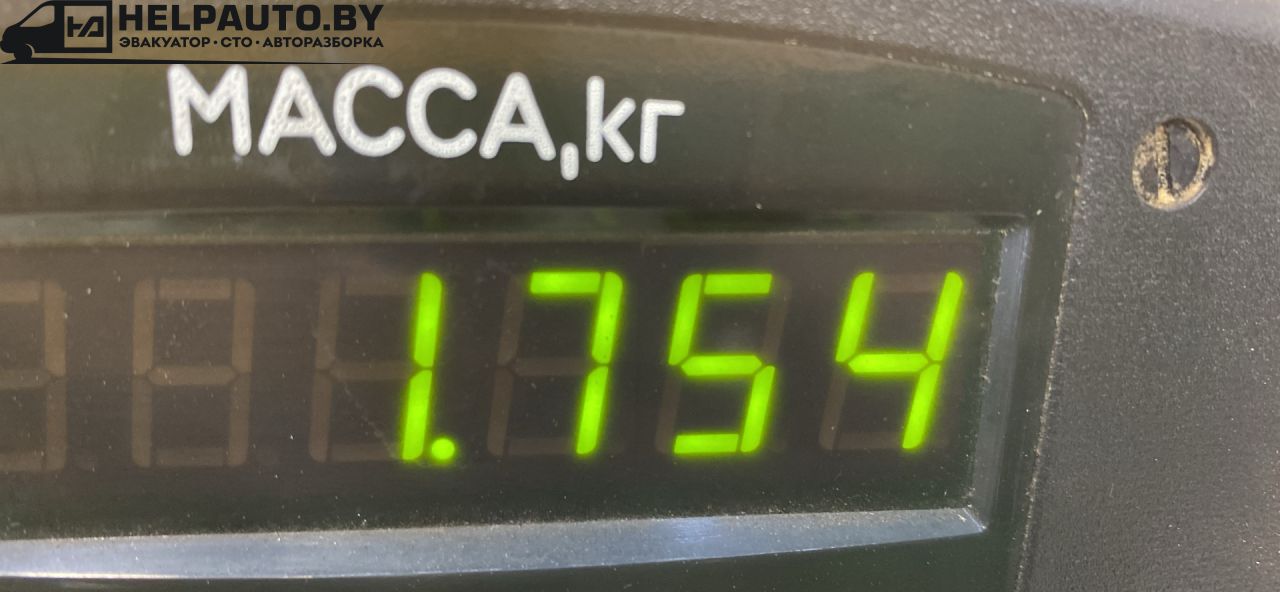 HELPAUTO.BY
ЭВАКУАТОР · СТО · АВТОРАЗБОРКА
МАССА,кг
1.754